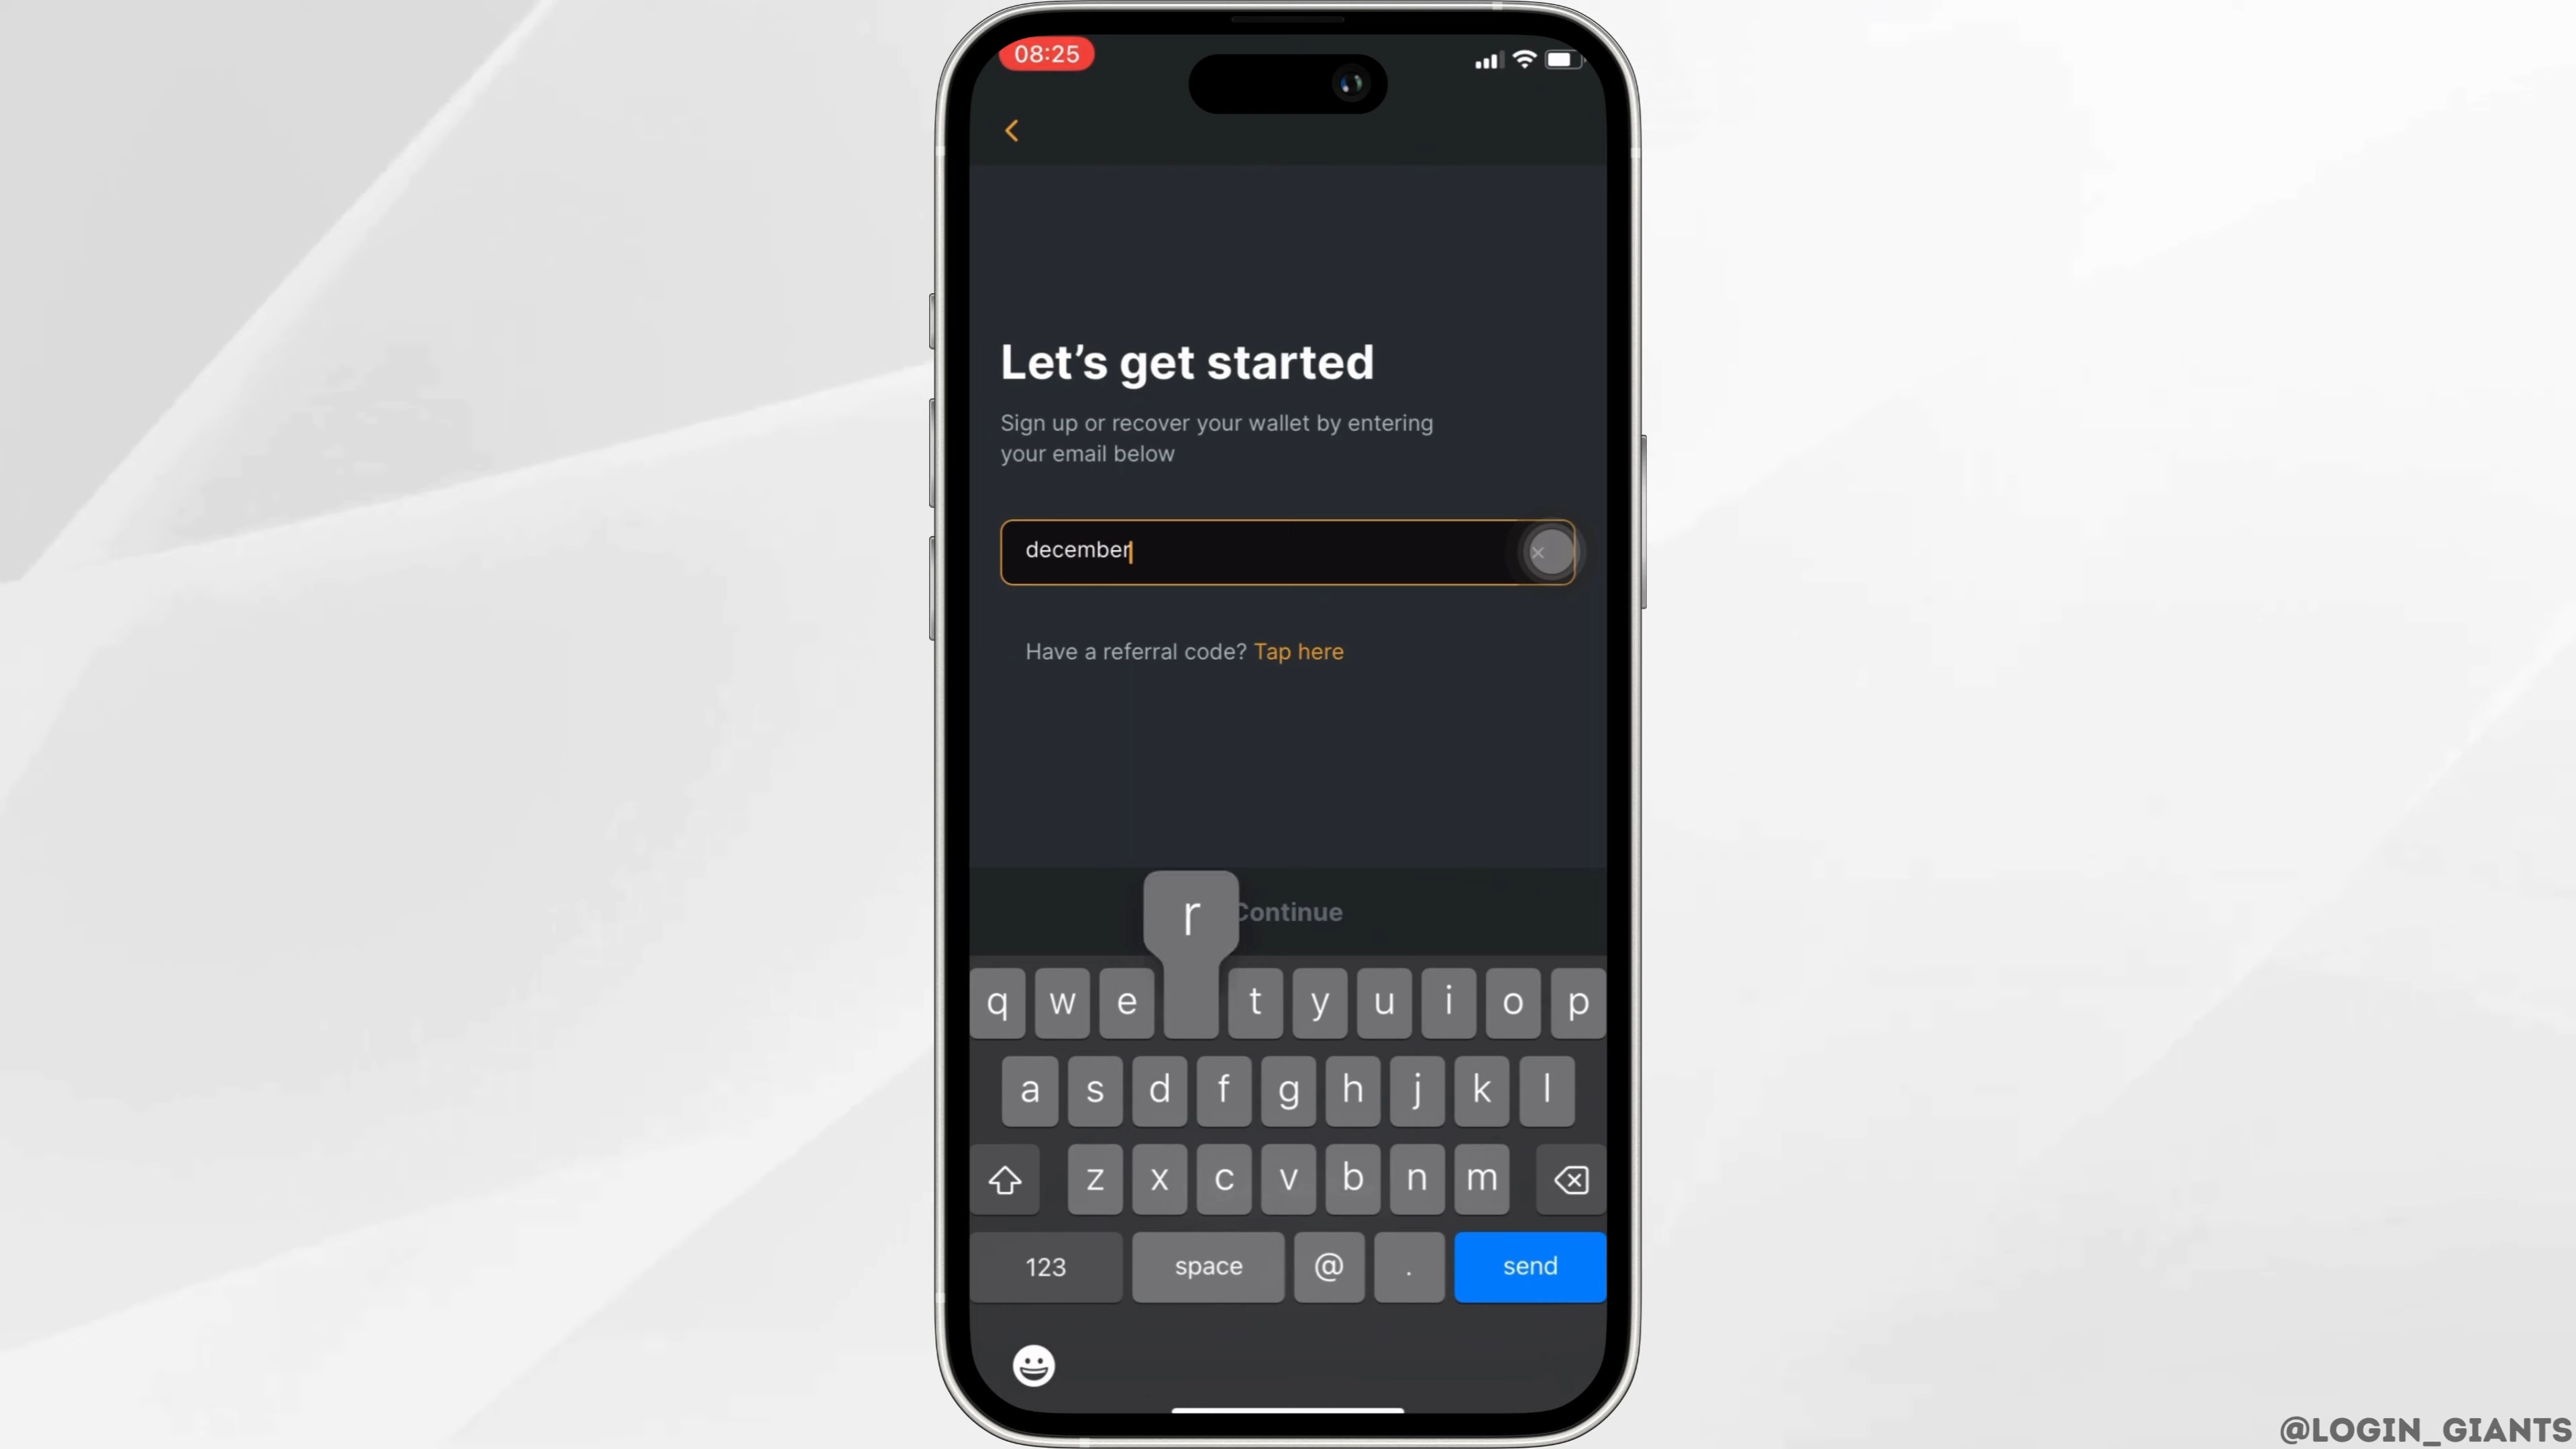 08:25
Let’s get started
Sign up or recover your wallet by entering
your email below
december
Have a referral code? Tap here
r
Continue
q w e t y u i o p
a s d f g h j k l
z x c v b n m
123 space @ . send
@LOGIN_GIANTS